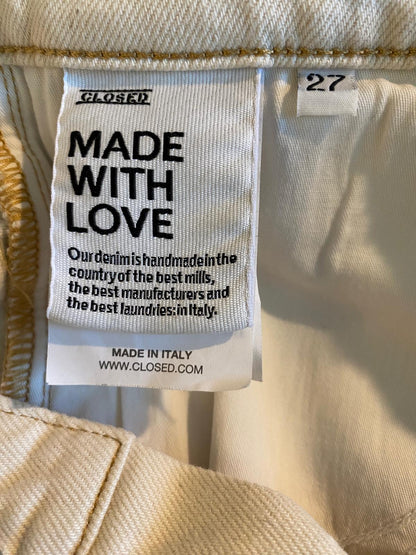 CLOSED
27
MADE
WITH
LOVE
Our denim is handmade in the
country of the best mills,
the best manufacturers and
the best laundries: in Italy.
MADE IN ITALY
WWW.CLOSED.COM